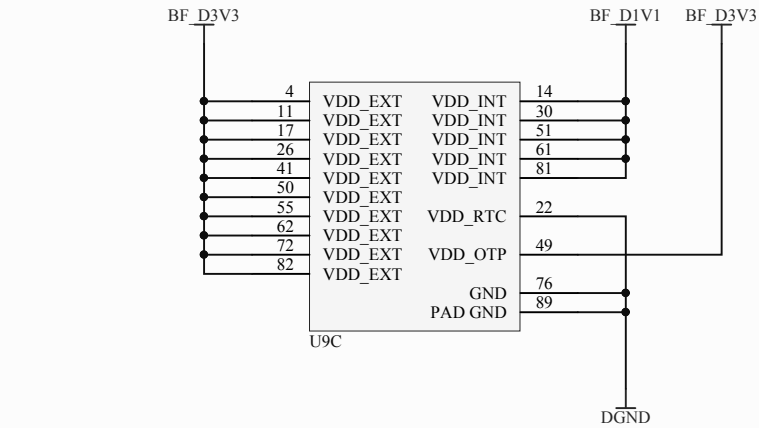 BF_D3V3
BF_D1V1
BF_D3V3
4 VDD_EXT VDD_INT 14
11 VDD_EXT VDD_INT 30
17 VDD_EXT VDD_INT 51
26 VDD_EXT VDD_INT 61
41 VDD_EXT VDD_INT 81
50 VDD_EXT
55 VDD_EXT VDD_RTC 22
62 VDD_EXT
72 VDD_EXT VDD_OTP 49
82 VDD_EXT
GND 76
PAD GND 89
U9C
DGND